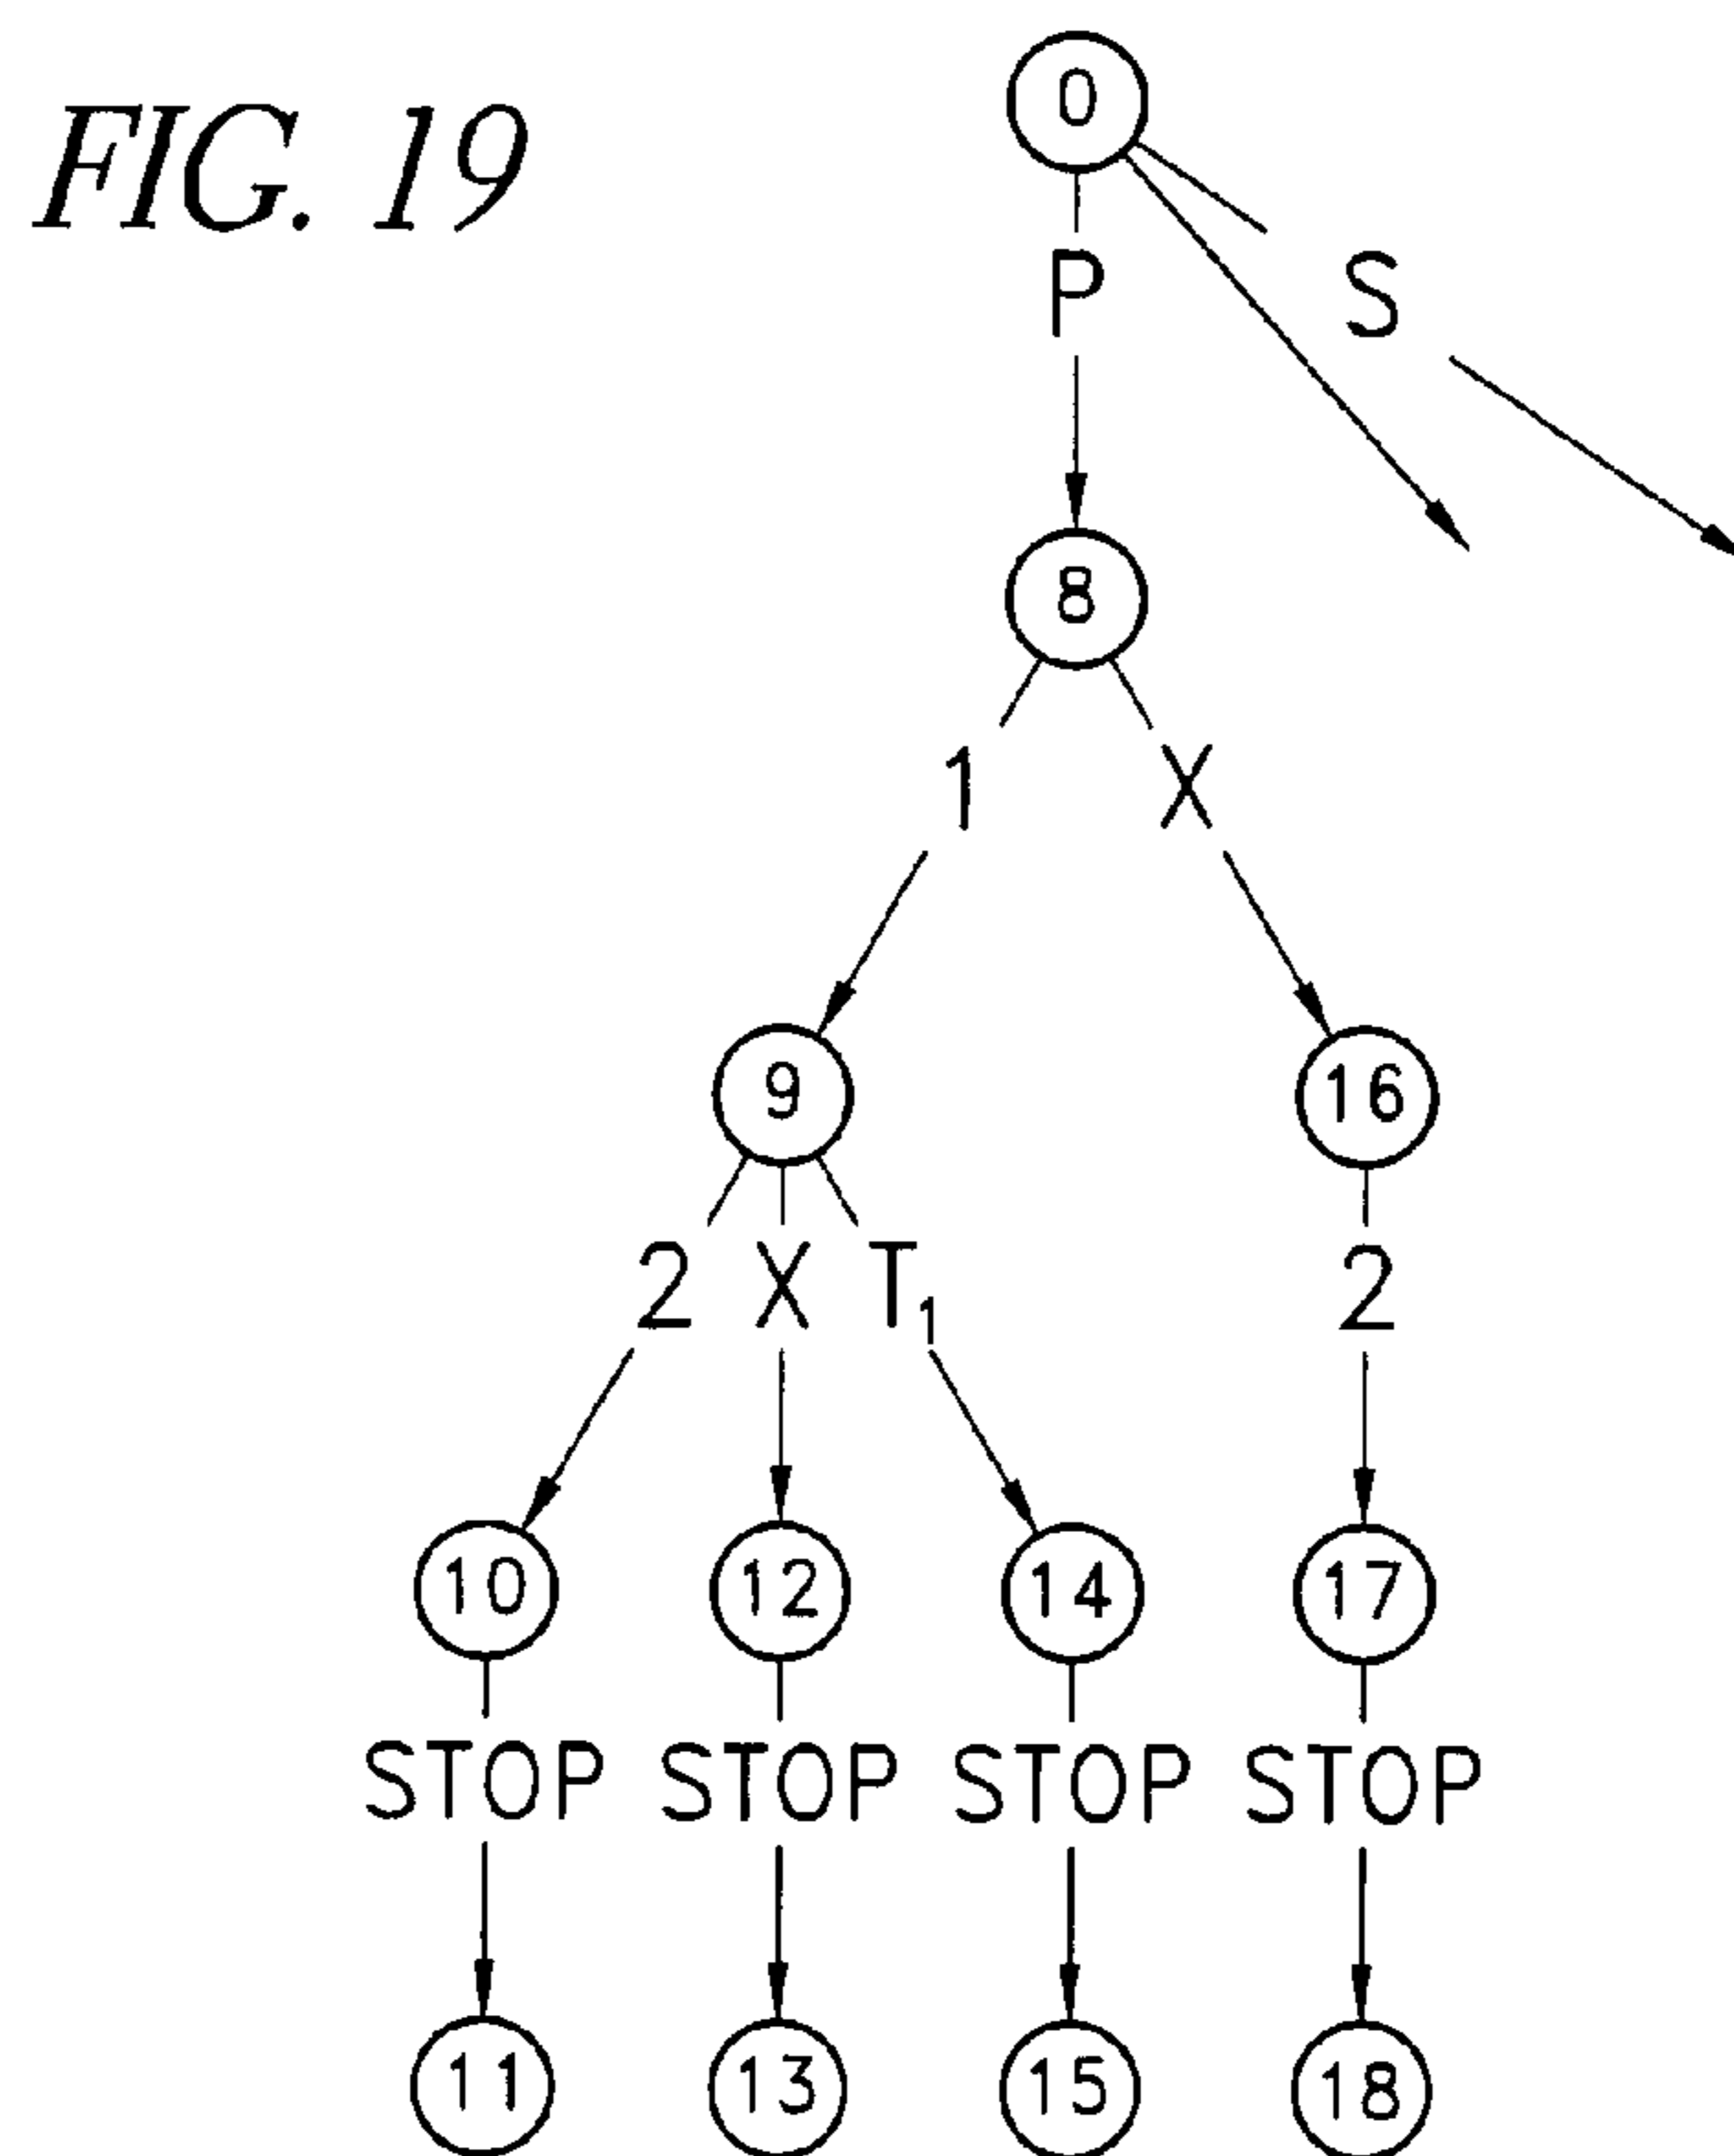 FIG. 19
0
P S
8
1 X
9 16
2 X T₁ 2
10 12 14 17
STOP STOP STOP STOP
11 13 15 18